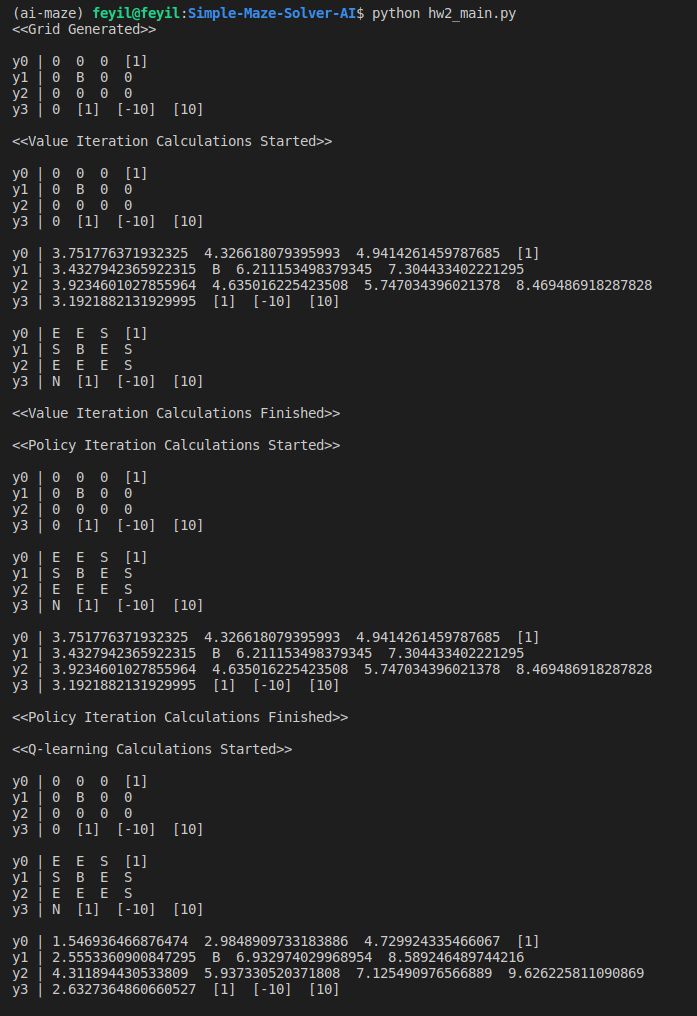 (ai-maze) feyil@feyil:Simple-Maze-Solver-AI$ python hw2_main.py
<<Grid Generated>>
y0 | 0  0  0  [1]
y1 | 0  B  0  0
y2 | 0  0  0  0
y3 | 0  [1]  [-10]  [10]
<<Value Iteration Calculations Started>>
y0 | 0  0  0  [1]
y1 | 0  B  0  0
y2 | 0  0  0  0
y3 | 0  [1]  [-10]  [10]
y0 | 3.751776371932325  4.326618079395993  4.9414261459787685  [1]
y1 | 3.4327942365922315  B  6.211153498379345  7.304433402221295
y2 | 3.9234601027855964  4.635016225423508  5.747034396021378  8.469486918287828
y3 | 3.1921882131929995  [1]  [-10]  [10]
y0 | E  E  S  [1]
y1 | S  B  E  S
y2 | E  E  E  S
y3 | N  [1]  [-10]  [10]
<<Value Iteration Calculations Finished>>
<<Policy Iteration Calculations Started>>
y0 | 0  0  0  [1]
y1 | 0  B  0  0
y2 | 0  0  0  0
y3 | 0  [1]  [-10]  [10]
y0 | E  E  S  [1]
y1 | S  B  E  S
y2 | E  E  E  S
y3 | N  [1]  [-10]  [10]
y0 | 3.751776371932325  4.326618079395993  4.9414261459787685  [1]
y1 | 3.4327942365922315  B  6.211153498379345  7.304433402221295
y2 | 3.9234601027855964  4.635016225423508  5.747034396021378  8.469486918287828
y3 | 3.1921882131929995  [1]  [-10]  [10]
<<Policy Iteration Calculations Finished>>
<<Q-learning Calculations Started>>
y0 | 0  0  0  [1]
y1 | 0  B  0  0
y2 | 0  0  0  0
y3 | 0  [1]  [-10]  [10]
y0 | E  E  S  [1]
y1 | S  B  E  S
y2 | E  E  E  S
y3 | N  [1]  [-10]  [10]
y0 | 1.546936466876474  2.9848909733183886  4.729924335466067  [1]
y1 | 2.5553360900847295  B  6.932974029968954  8.589246489744216
y2 | 4.311894430533809  5.937330520371808  7.125490976566889  9.626225811090869
y3 | 2.6327364860660527  [1]  [-10]  [10]